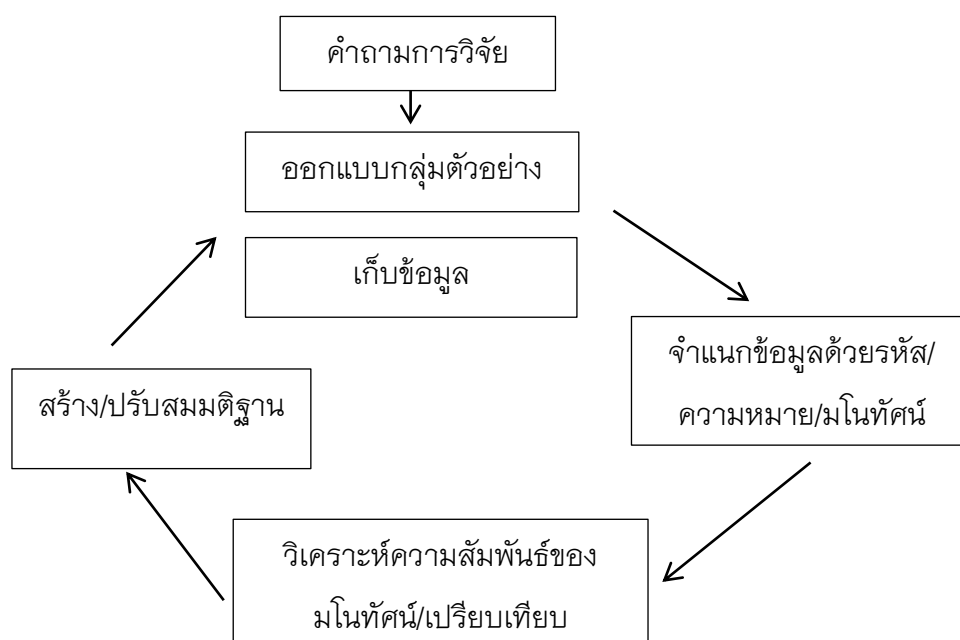 คำถามการวิจัย
ออกแบบกลุ่มตัวอย่าง
เก็บข้อมูล
จำแนกข้อมูลด้วยรหัส/
ความหมาย/มโนทัศน์
สร้าง/ปรับสมมติฐาน
วิเคราะห์ความสัมพันธ์ของ
มโนทัศน์/เปรียบเทียบ